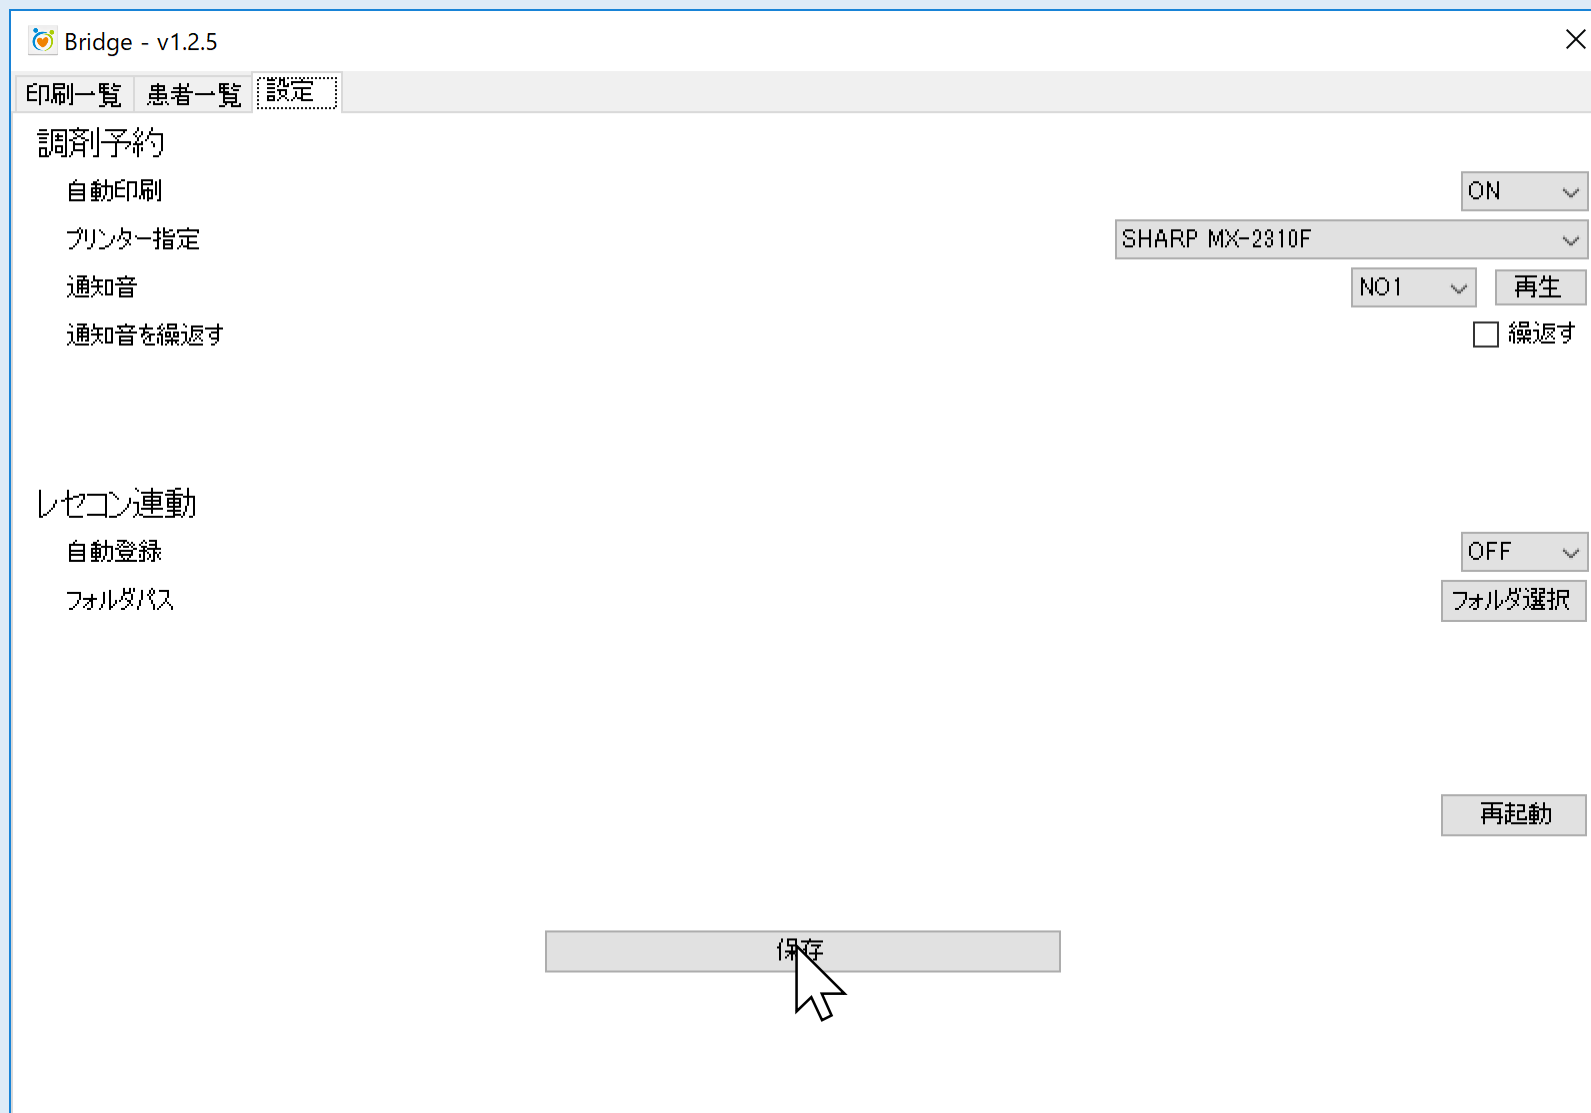 Bridge - v1.2.5
印刷一覧 患者一覧 設定
調剤予約
自動印刷 ON
プリンター指定 SHARP MX-2310F
通知音 NO1 再生
通知音を繰返す 繰返す
レセコン連動
自動登録 OFF
フォルダパス フォルダ選択
再起動
保存